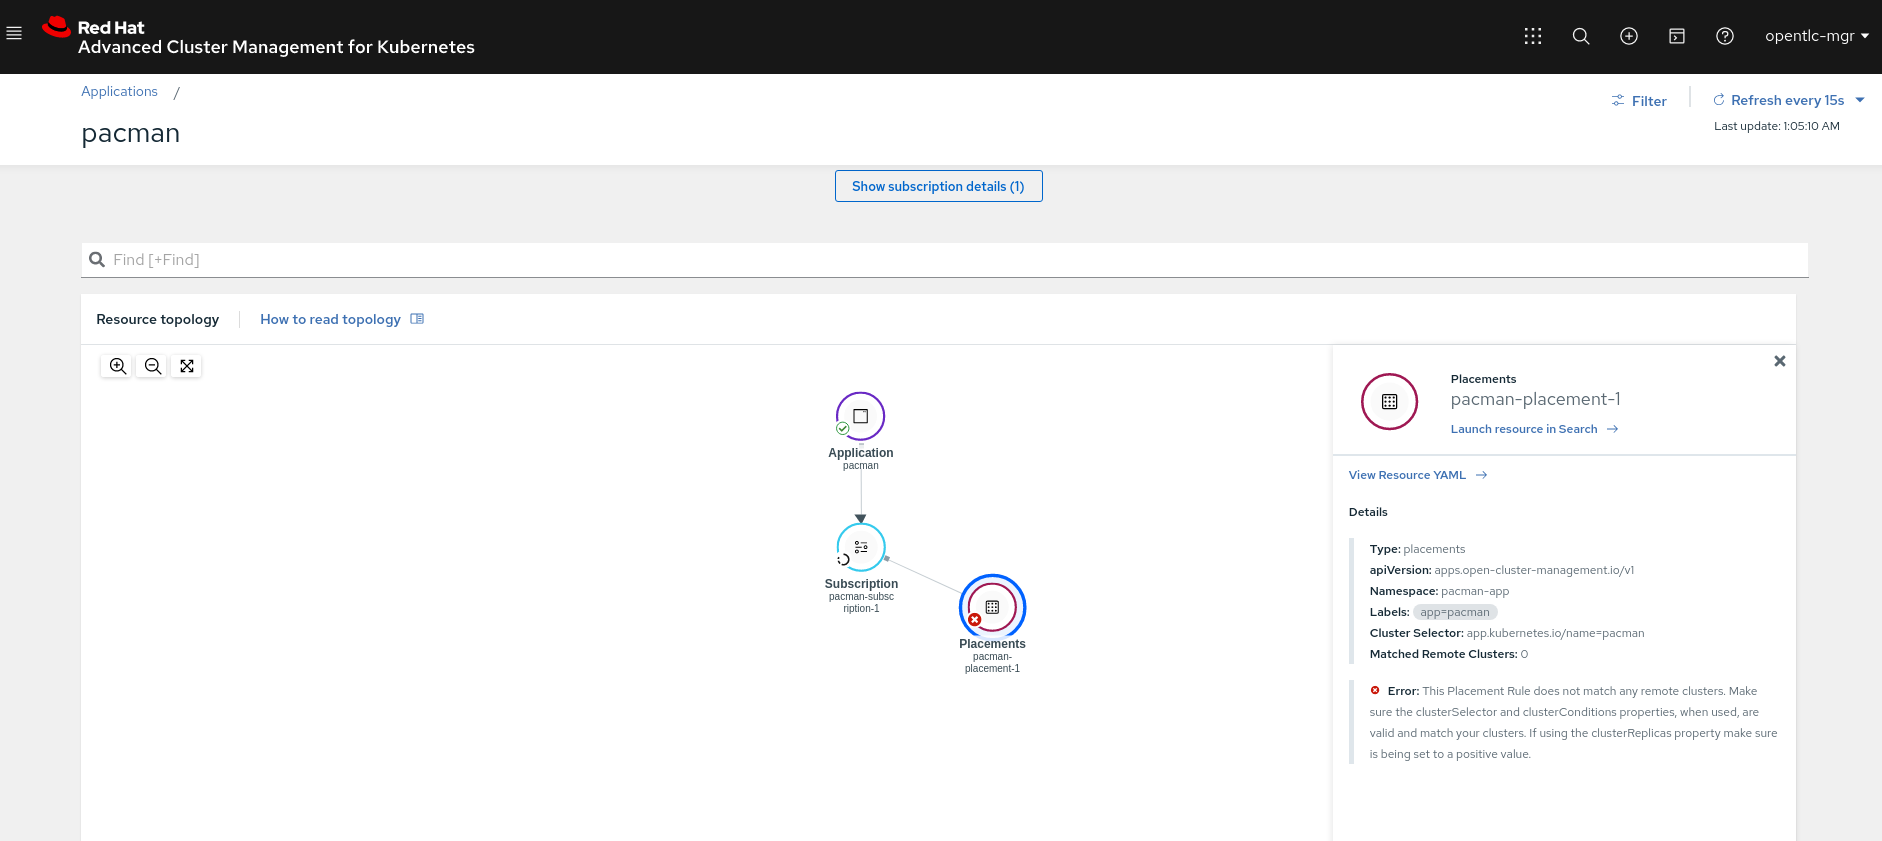 Red Hat
Advanced Cluster Management for Kubernetes
opentlc-mgr
Applications /
pacman
Filter
Refresh every 15s
Last update: 1:05:10 AM
Show subscription details (1)
Find [+Find]
Resource topology
How to read topology
Application
pacman
Subscription
pacman-subsc
ription-1
Placements
pacman-
placement-1
Placements
pacman-placement-1
Launch resource in Search
View Resource YAML
Details
Type: placements
apiVersion: apps.open-cluster-management.io/v1
Namespace: pacman-app
Labels: app=pacman
Cluster Selector: app.kubernetes.io/name=pacman
Matched Remote Clusters: 0
Error: This Placement Rule does not match any remote clusters. Make
sure the clusterSelector and clusterConditions properties, when used, are
valid and match your clusters. If using the clusterReplicas property make sure
is being set to a positive value.